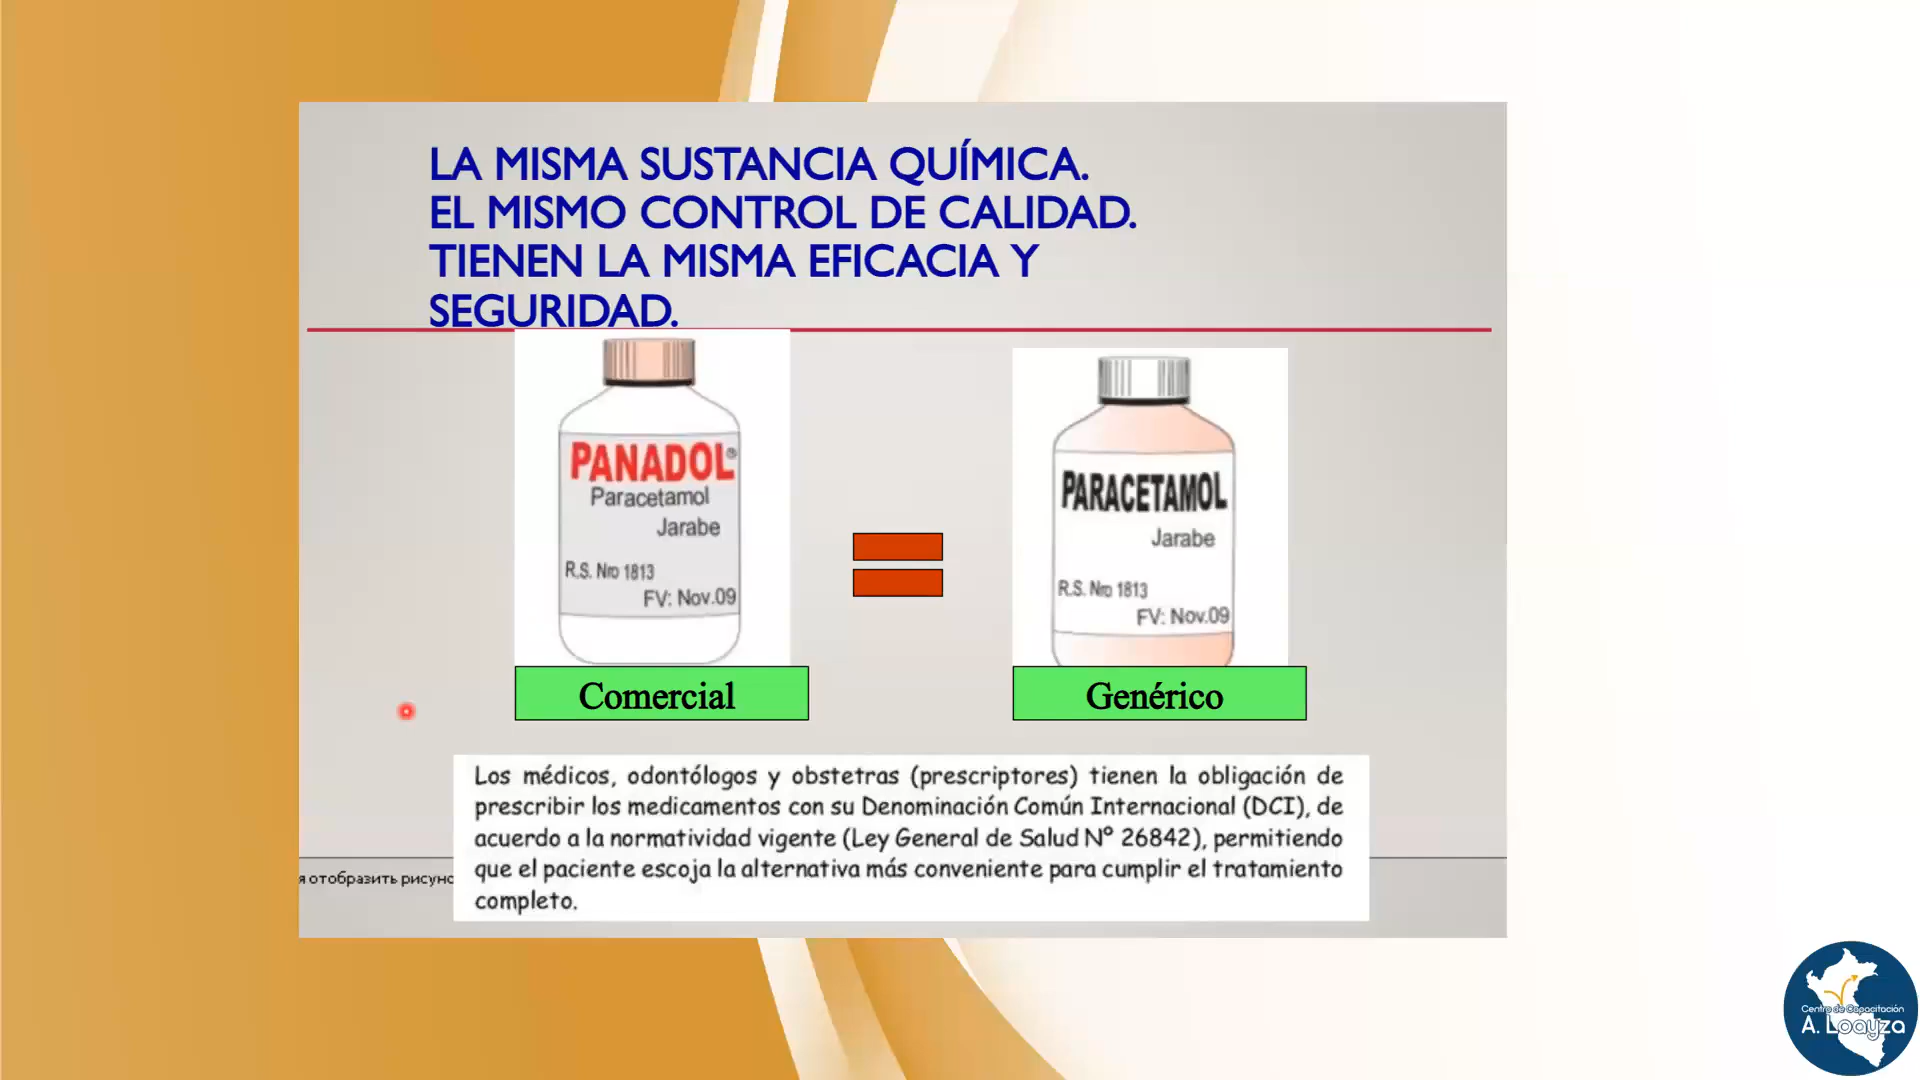 LA MISMA SUSTANCIA QUÍMICA.
EL MISMO CONTROL DE CALIDAD.
TIENEN LA MISMA EFICACIA Y
SEGURIDAD.
PANADOL®
Paracetamol
Jarabe
R.S. Nro 1813
FV: Nov.09
PARACETAMOL
Jarabe
R.S. Nro 1813
FV: Nov.09
Comercial
Genérico
Los médicos, odontólogos y obstetras (prescriptores) tienen la obligación de
prescribir los medicamentos con su Denominación Común Internacional (DCI), de
acuerdo a la normatividad vigente (Ley General de Salud Nº 26842), permitiendo
que el paciente escoja la alternativa más conveniente para cumplir el tratamiento
completo.
я отобразить рисунс
Centro de Capacitación
A. Loayza